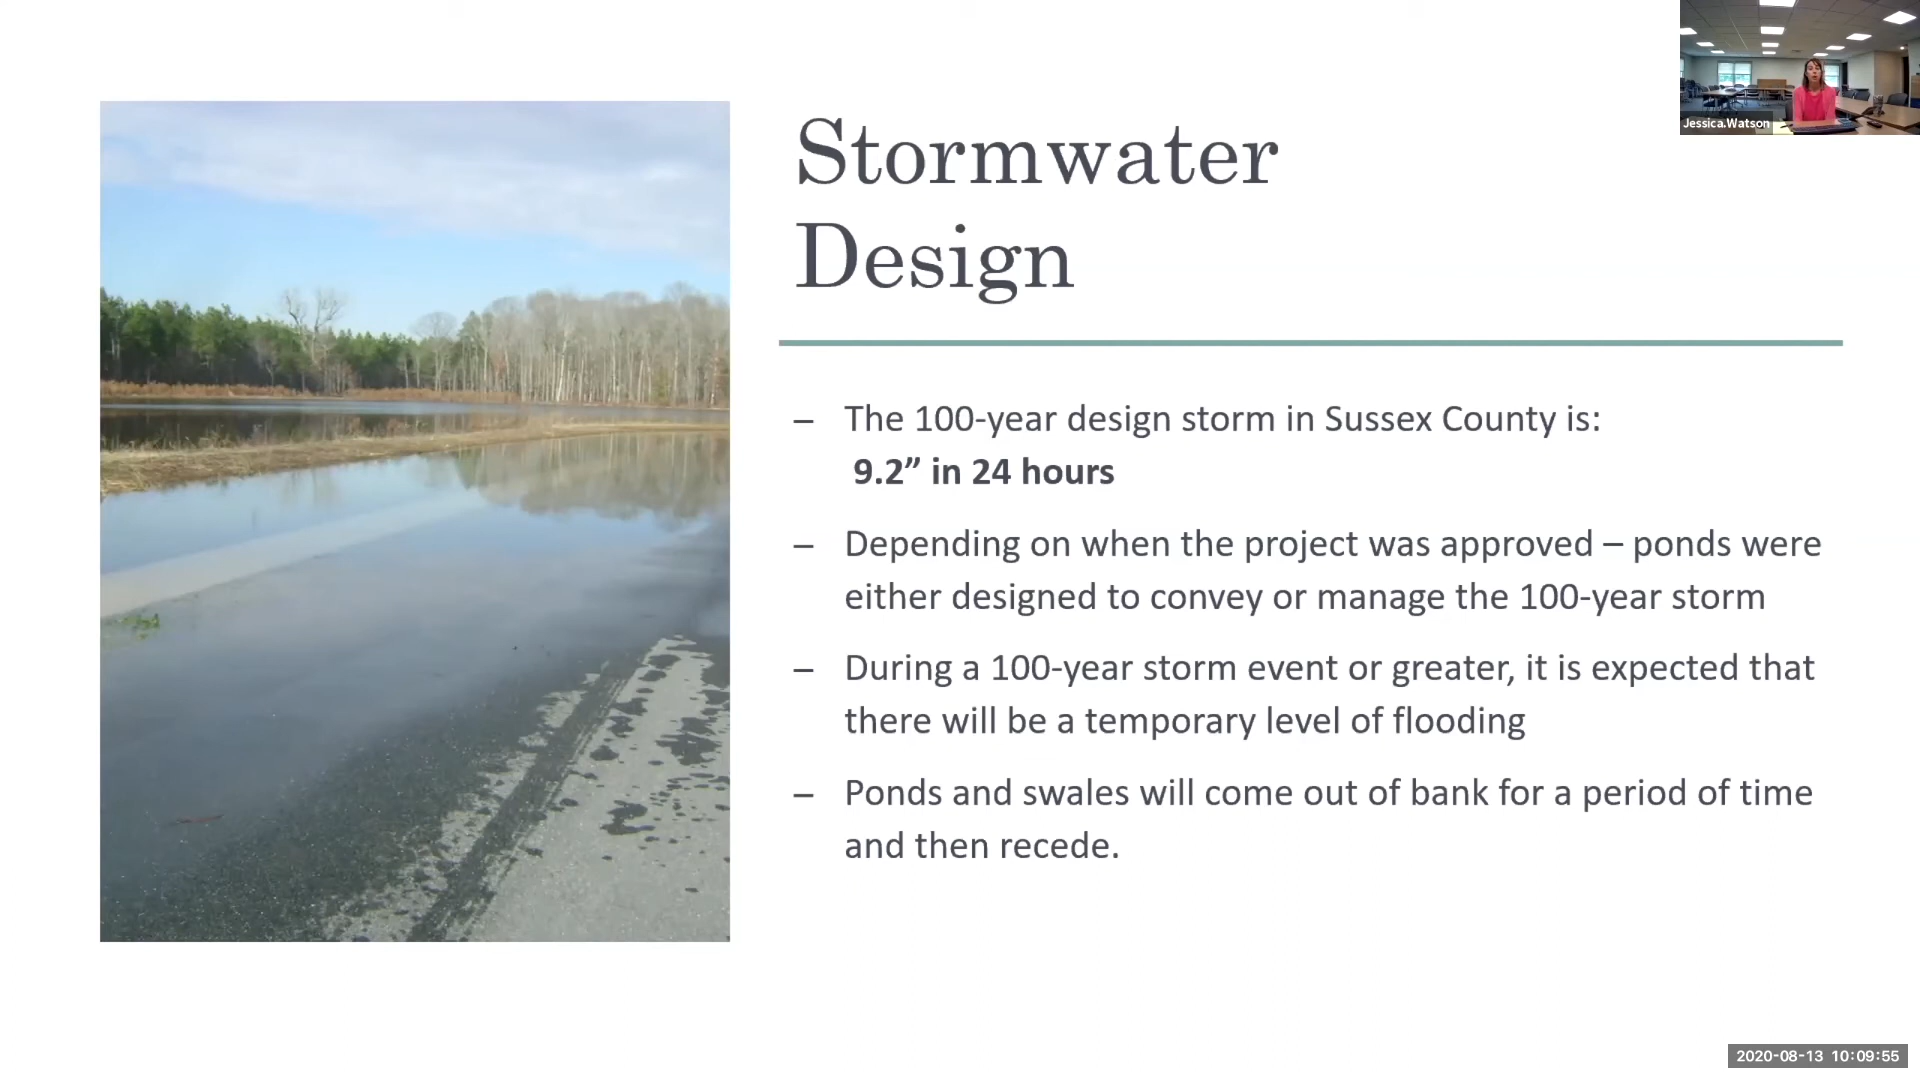 Jessica.Watson
Stormwater
Design
– The 100-year design storm in Sussex County is:
9.2” in 24 hours
– Depending on when the project was approved – ponds were
either designed to convey or manage the 100-year storm
– During a 100-year storm event or greater, it is expected that
there will be a temporary level of flooding
– Ponds and swales will come out of bank for a period of time
and then recede.
2020-08-13 10:09:55